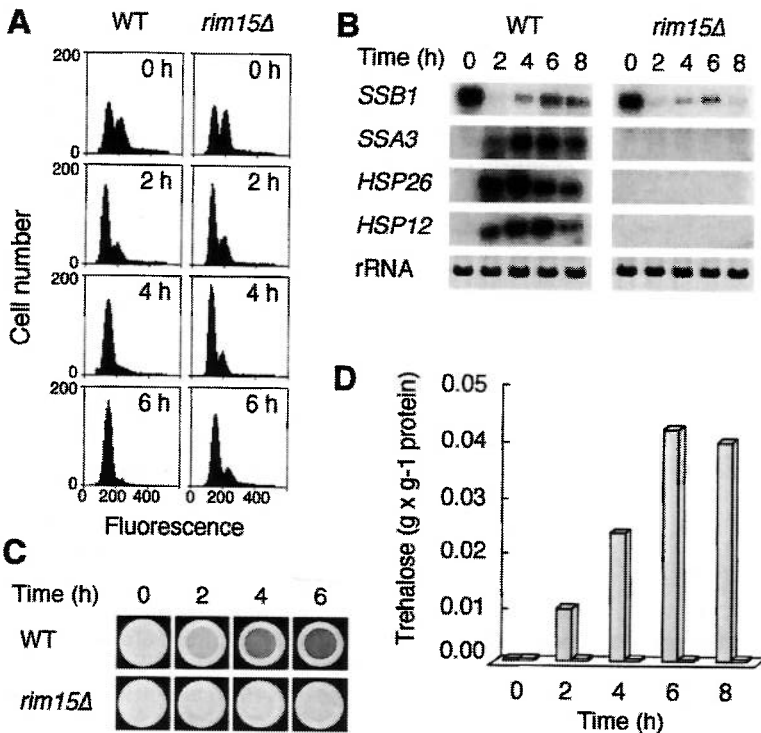 A
WT rim15Δ
200
0
0 h 0 h
200
0
2 h 2 h
200
0
4 h 4 h
200
0
6 h 6 h
0 200 400 0 200 400
Cell number
Fluorescence
B
WT rim15Δ
Time (h) 0 2 4 6 8 0 2 4 6 8
SSB1
SSA3
HSP26
HSP12
rRNA
C
Time (h) 0 2 4 6
WT
rim15Δ
D
Trehalose (g x g-1 protein)
0.05
0.04
0.03
0.02
0.01
0.00
0 2 4 6 8
Time (h)